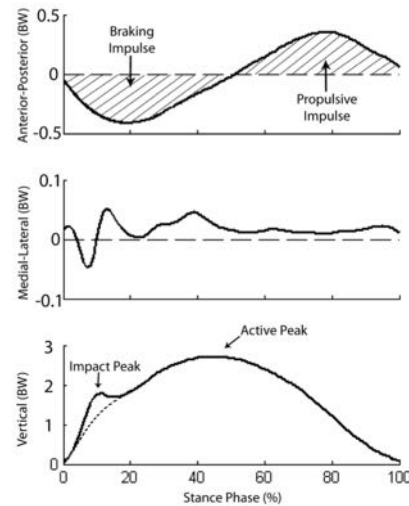 0.5
Braking
Impulse
0
Propulsive
Impulse
-0.5
Anterior-Posterior (BW)
0.1
0
-0.1
Medial-Lateral (BW)
3
Active Peak
Impact Peak
2
1
0
Vertical (BW)
0 20 40 60 80 100
Stance Phase (%)